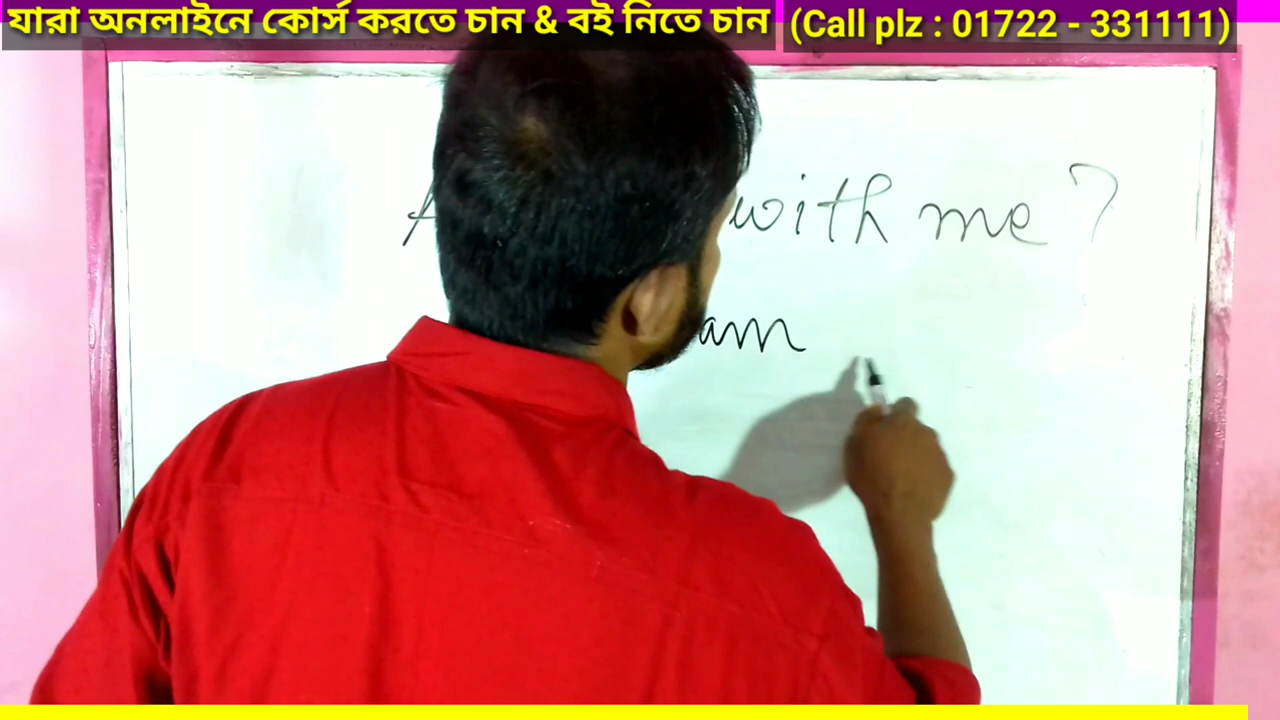 যারা অনলাইনে কোর্স করতে চান & বই নিতে চান (Call plz : 01722 - 331111)
with me ?
am